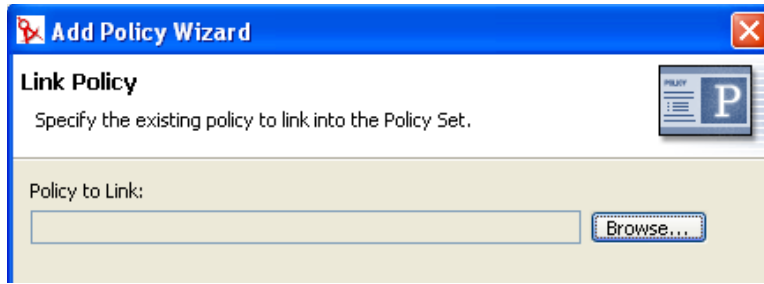 Add Policy Wizard
Link Policy
POLICY
P
Specify the existing policy to link into the Policy Set.
Policy to Link:
Browse...